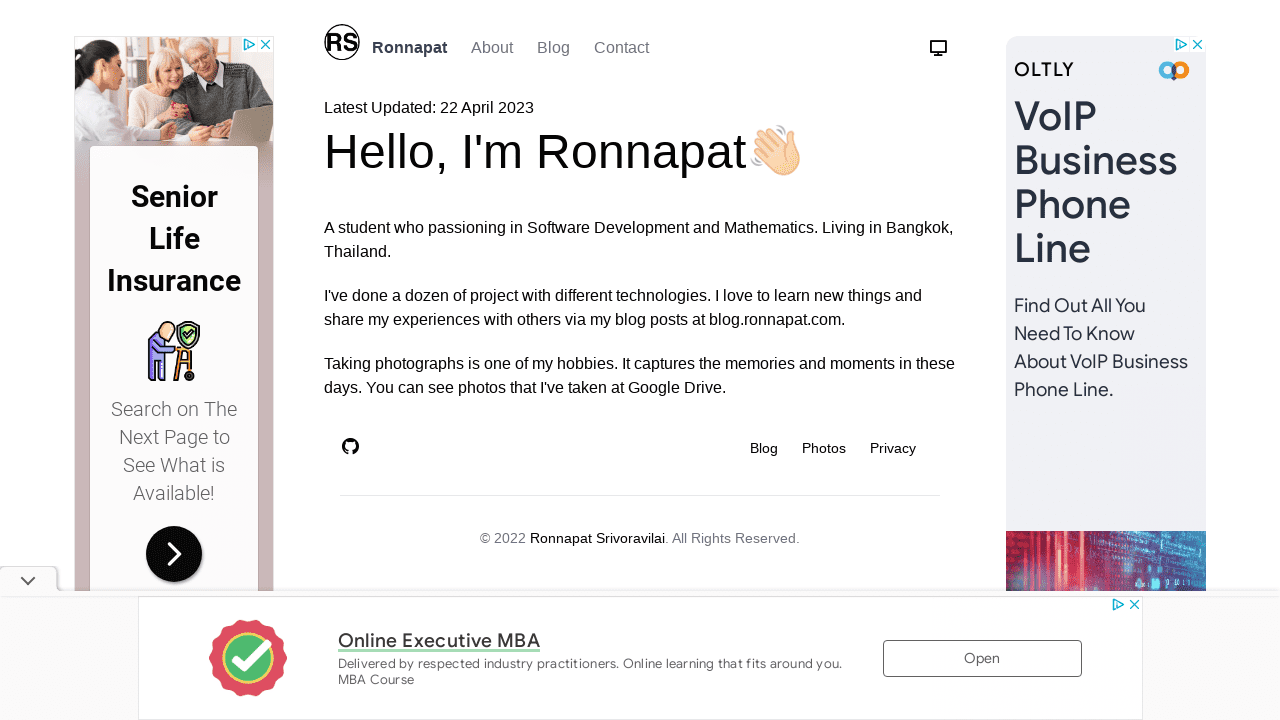 RS
Ronnapat
About
Blog
Contact
Latest Updated: 22 April 2023
Hello, I'm Ronnapat👋🏻
A student who passioning in Software Development and Mathematics. Living in Bangkok,
Thailand.
I've done a dozen of project with different technologies. I love to learn new things and
share my experiences with others via my blog posts at blog.ronnapat.com.
Taking photographs is one of my hobbies. It captures the memories and moments in these
days. You can see photos that I've taken at Google Drive.
Blog
Photos
Privacy
© 2022 Ronnapat Srivoravilai. All Rights Reserved.
Senior
Life
Insurance
Search on The
Next Page to
See What is
Available!
OLTLY
VoIP
Business
Phone
Line
Find Out All You
Need To Know
About VoIP Business
Phone Line.
Online Executive MBA
Delivered by respected industry practitioners. Online learning that fits around you.
MBA Course
Open